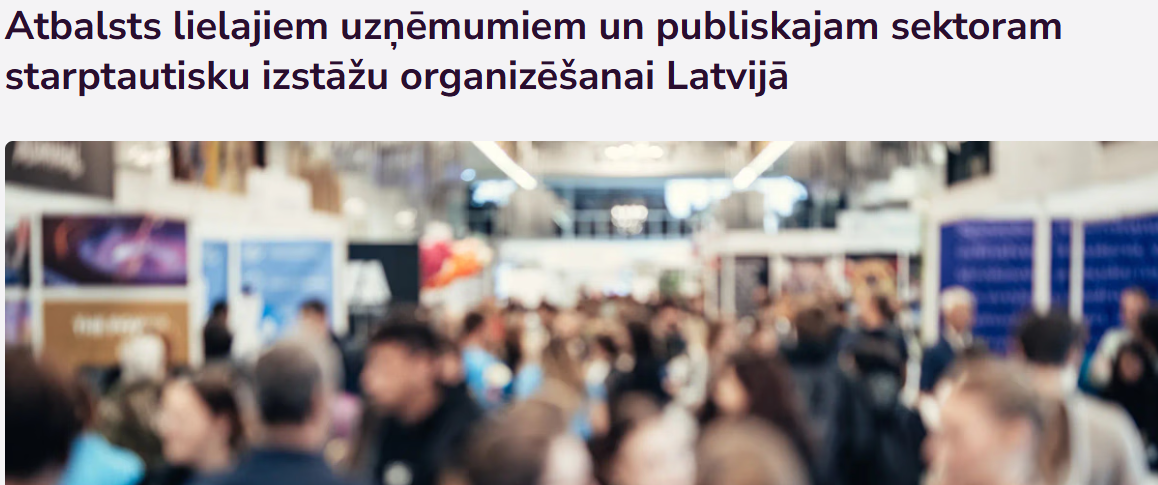 Atbalsts lielajiem uzņēmumiem un publiskajam sektoram
starptautisku izstāžu organizēšanai Latvijā